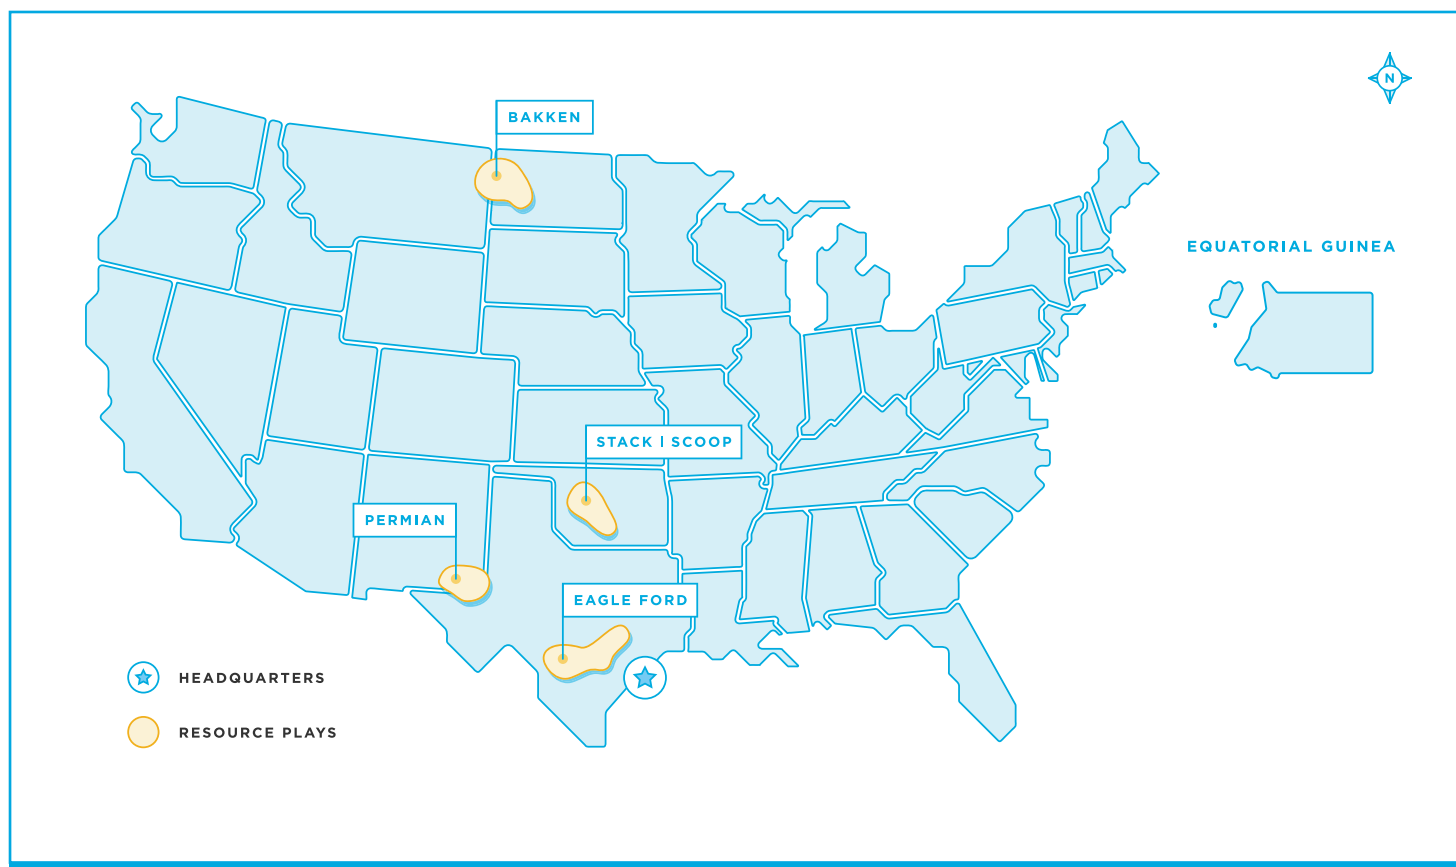 N
BAKKEN
EQUATORIAL GUINEA
STACK | SCOOP
PERMIAN
EAGLE FORD
HEADQUARTERS
RESOURCE PLAYS